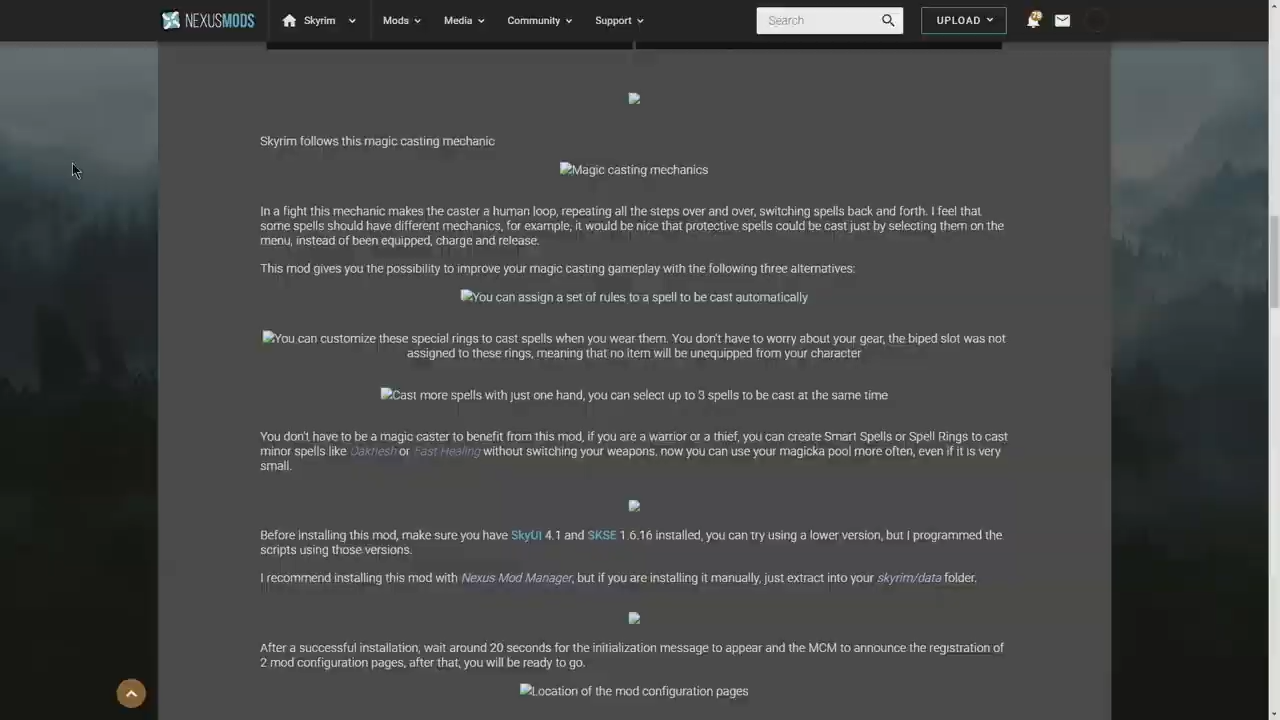 NEXUSMODS Skyrim Mods Media Community Support Search UPLOAD
Skyrim follows this magic casting mechanic
Magic casting mechanics
In a fight this mechanic makes the caster a human loop, repeating all the steps over and over, switching spells back and forth. I feel that
some spells should have different mechanics, for example, it would be nice that protective spells could be cast just by selecting them on the
menu, instead of been equipped, charge and release.
This mod gives you the possibility to improve your magic casting gameplay with the following three alternatives:
You can assign a set of rules to a spell to be cast automatically
You can customize these special rings to cast spells when you wear them. You don't have to worry about your gear, the biped slot was not
assigned to these rings, meaning that no item will be unequipped from your character
Cast more spells with just one hand, you can select up to 3 spells to be cast at the same time
You don't have to be a magic caster to benefit from this mod, if you are a warrior or a thief, you can create Smart Spells or Spell Rings to cast
minor spells like Oakflesh or Fast Healing without switching your weapons. now you can use your magicka pool more often, even if it is very
small.
Before installing this mod, make sure you have SkyUI 4.1 and SKSE 1.6.16 installed, you can try using a lower version, but I programmed the
scripts using those versions.
I recommend installing this mod with Nexus Mod Manager, but if you are installing it manually, just extract into your skyrim/data folder.
After a successful installation, wait around 20 seconds for the initialization message to appear and the MCM to announce the registration of
2 mod configuration pages, after that, you will be ready to go.
Location of the mod configuration pages